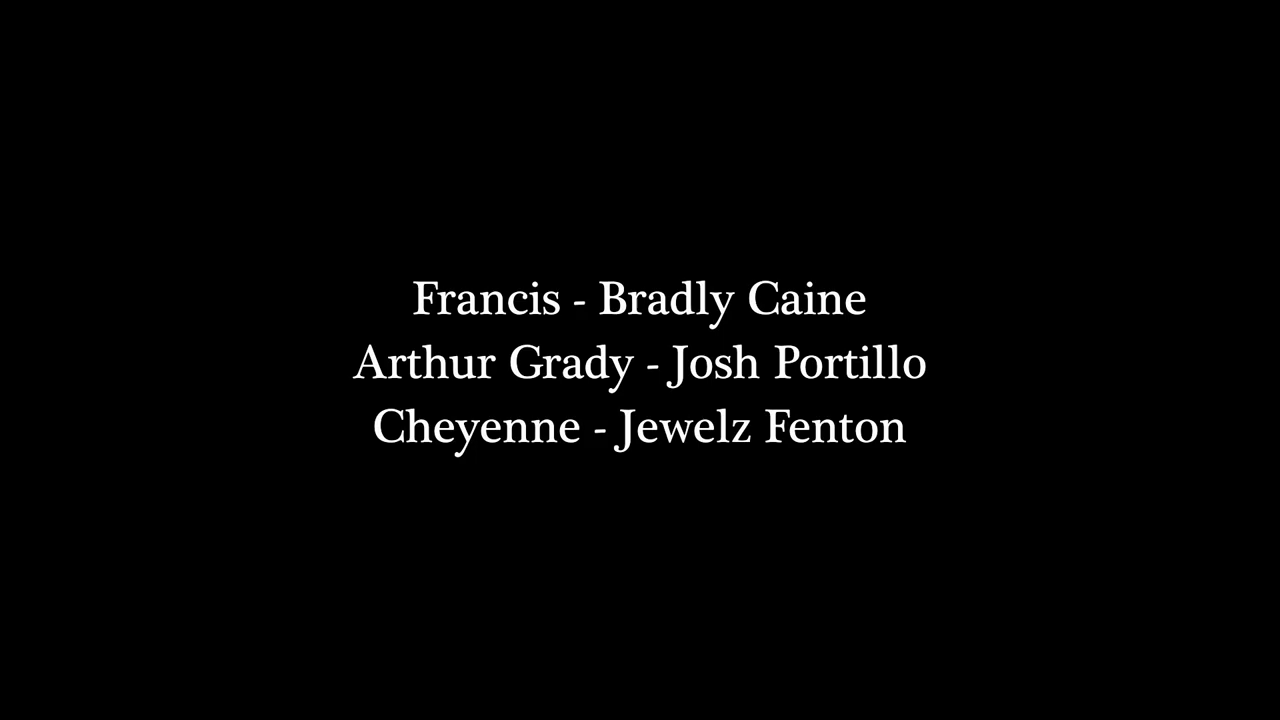 Francis - Bradly Caine
Arthur Grady - Josh Portillo
Cheyenne - Jewelz Fenton